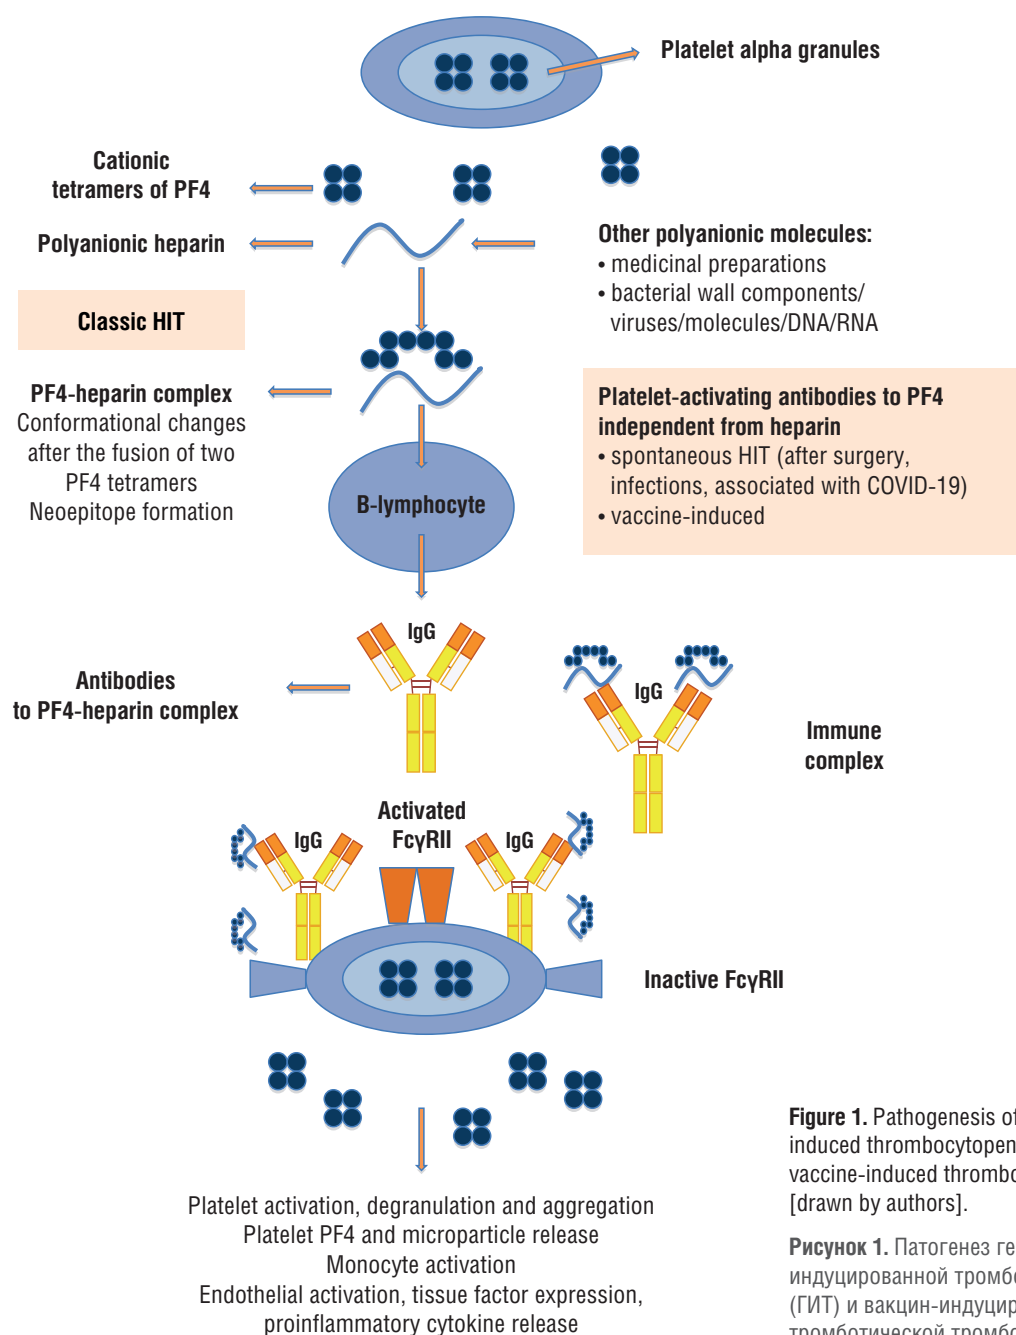 Platelet alpha granules
Cationic
tetramers of PF4
Polyanionic heparin
Other polyanionic molecules:
• medicinal preparations
• bacterial wall components/
viruses/molecules/DNA/RNA
Classic HIT
PF4-heparin complex
Conformational changes
after the fusion of two
PF4 tetramers
Neoepitope formation
Platelet-activating antibodies to PF4
independent from heparin
• spontaneous HIT (after surgery,
infections, associated with COVID-19)
• vaccine-induced
B-lymphocyte
IgG
Antibodies
to PF4-heparin complex
IgG
Immune
complex
Activated
FcγRII
IgG
IgG
Inactive FcγRII
Platelet activation, degranulation and aggregation
Platelet PF4 and microparticle release
Monocyte activation
Endothelial activation, tissue factor expression,
proinflammatory cytokine release
Figure 1. Pathogenesis of
induced thrombocytopen
vaccine-induced thrombo
[drawn by authors].
Рисунок 1. Патогенез ге
индуцированной тромбо
(ГИТ) и вакцин-индуцир
тромботической тромбо